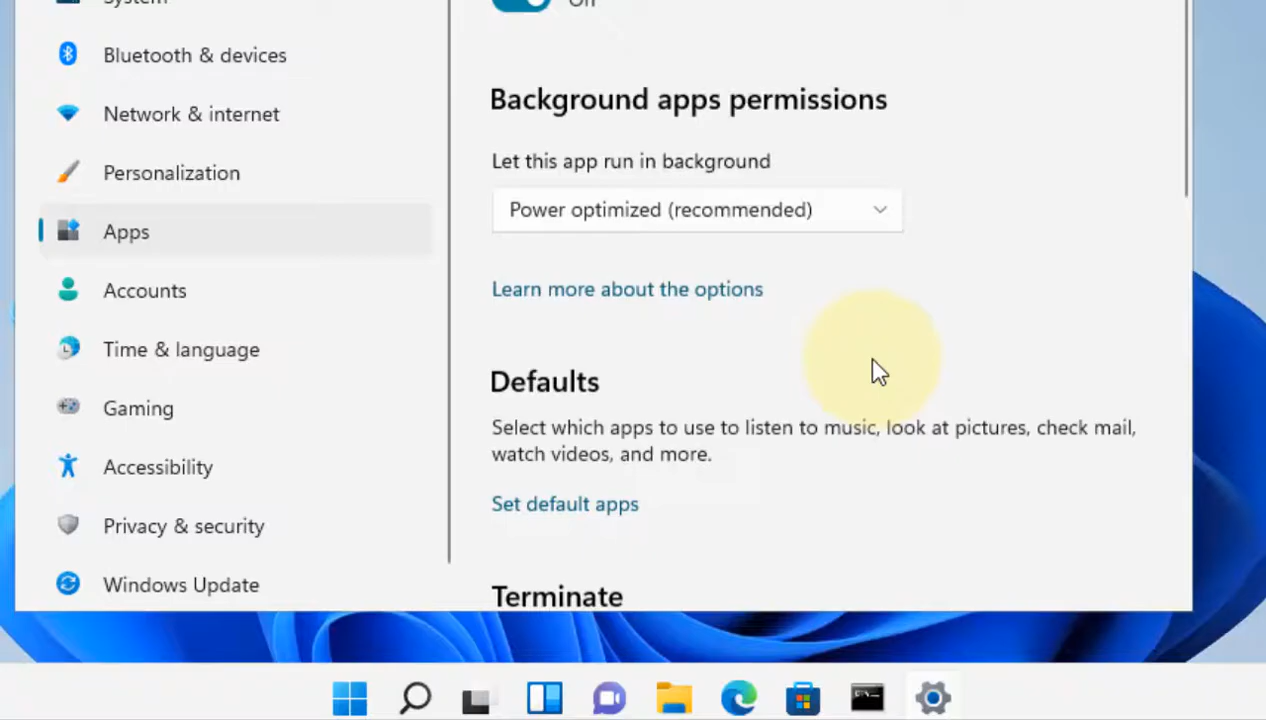 System
Off
Bluetooth & devices
Network & internet
Personalization
Apps
Accounts
Time & language
Gaming
Accessibility
Privacy & security
Windows Update
Background apps permissions
Let this app run in background
Power optimized (recommended)
Learn more about the options
Defaults
Select which apps to use to listen to music, look at pictures, check mail,
watch videos, and more.
Set default apps
Terminate